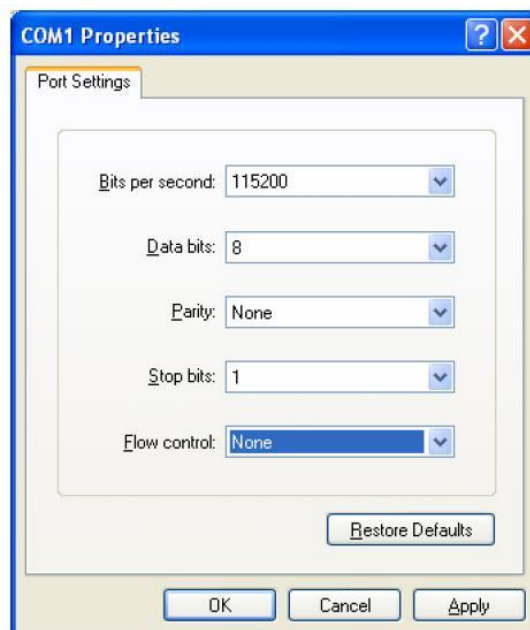 COM1 Properties
Port Settings
Bits per second: 115200
Data bits: 8
Parity: None
Stop bits: 1
Flow control: None
Restore Defaults
OK Cancel Apply